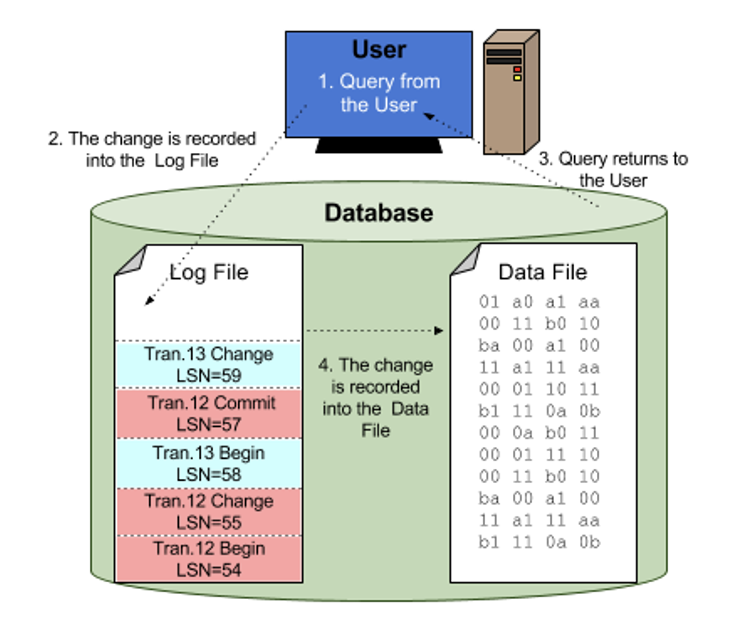 User
1. Query from
the User
2. The change is recorded
into the Log File
3. Query returns to
the User
Database
Log File
Tran.13 Change
LSN=59
Tran.12 Commit
LSN=57
Tran.13 Begin
LSN=58
Tran.12 Change
LSN=55
Tran.12 Begin
LSN=54
4. The change
is recorded
into the Data
File
Data File
01 a0 a1 aa
00 11 b0 10
ba 00 a1 00
11 a1 11 aa
00 01 10 11
b1 11 0a 0b
00 0a b0 11
00 01 11 10
00 11 b0 10
ba 00 a1 00
11 a1 11 aa
b1 11 0a 0b